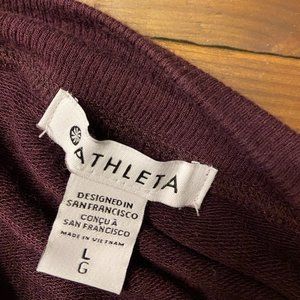 ATHLETA
DESIGNED IN
SAN FRANCISCO
CONÇU À
SAN FRANCISCO
MADE IN VIETNAM
L
G